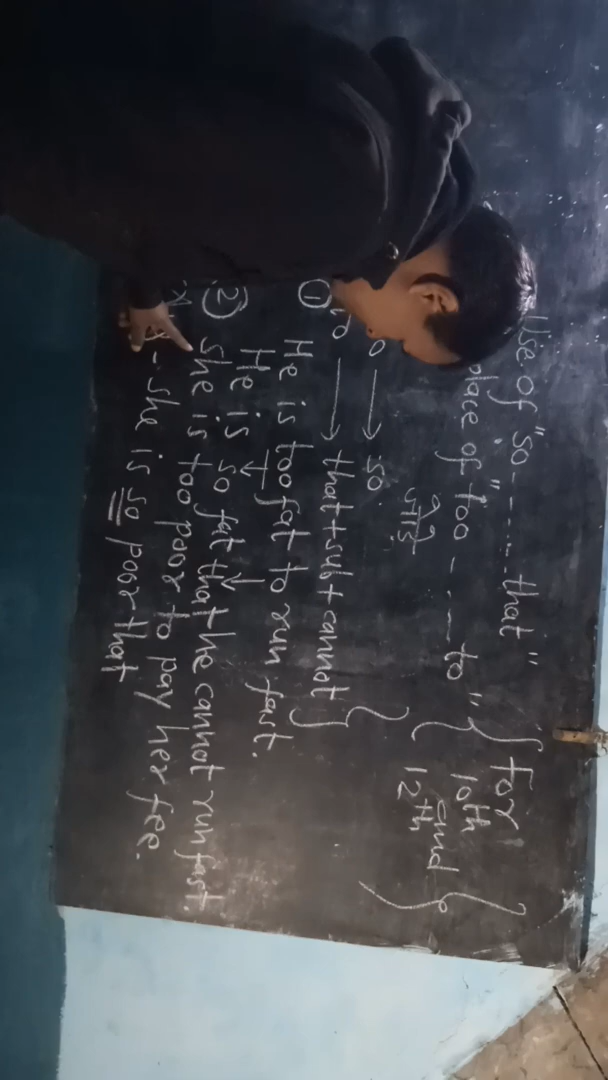 Use of "so ..... that"
place of "too - .. - to"
{ For
10th
and
12th }
→ so.
to → that + sub + cannot }
① He is too fat to run fast.
He is so fat that he cannot run fast.
② She is too poor to pay her fee.
- she is so poor that